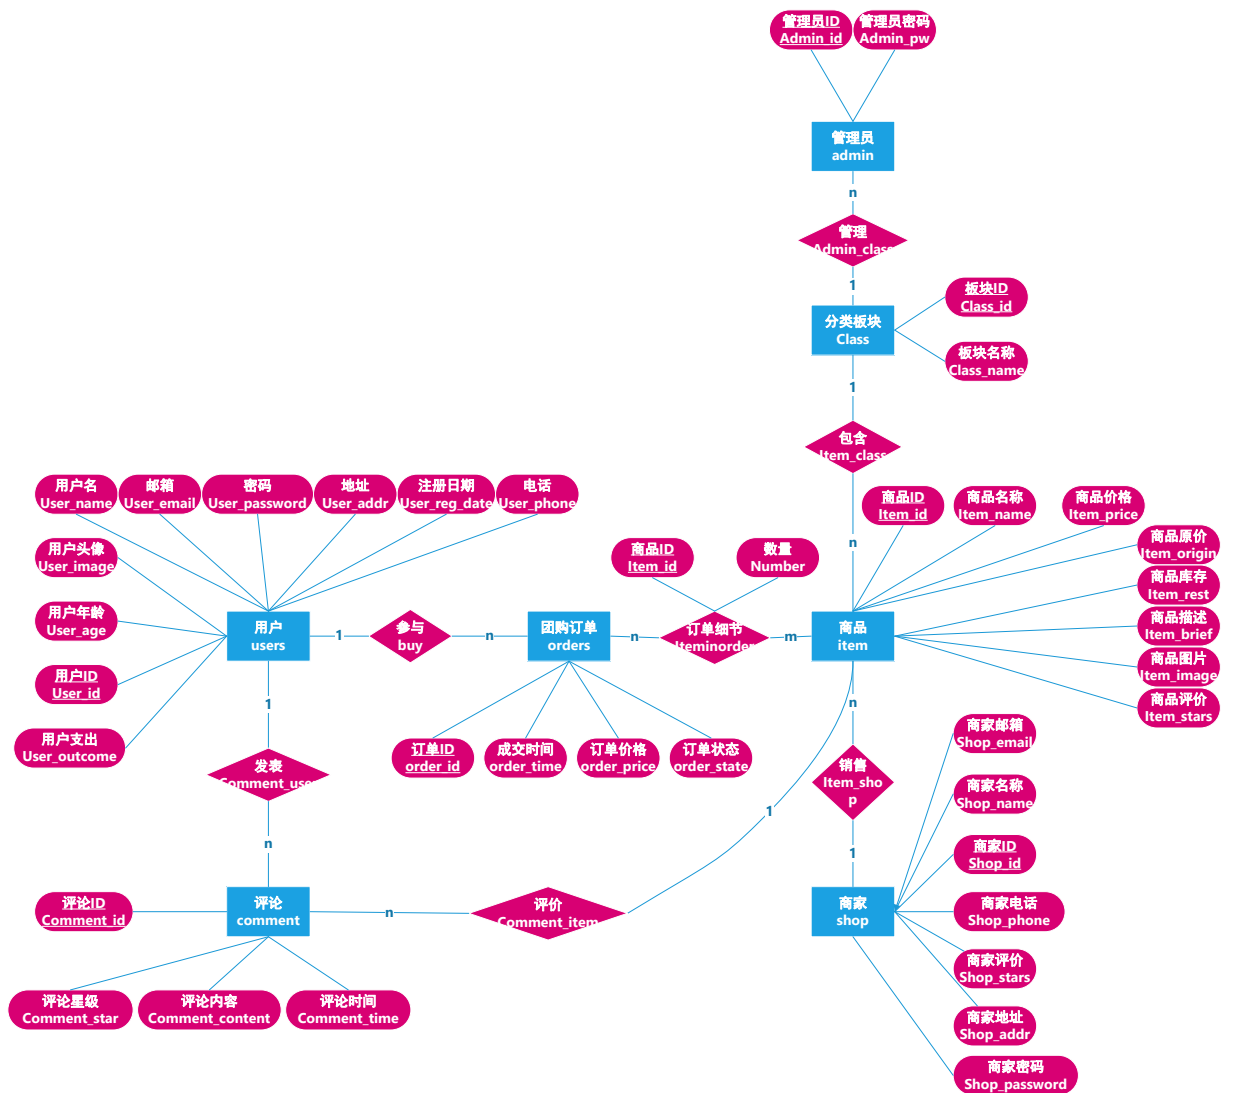 管理员ID
Admin_id
管理员密码
Admin_pw
管理员
admin
n
管理
Admin_class
1
板块ID
Class_id
分类板块
Class
板块名称
Class_name
1
包含
Item_class
n
用户名
User_name
邮箱
User_email
密码
User_password
地址
User_addr
注册日期
User_reg_date
电话
User_phone
商品ID
Item_id
商品名称
Item_name
商品价格
Item_price
用户头像
User_image
商品ID
Item_id
数量
Number
商品原价
Item_origin
商品库存
Item_rest
用户年龄
User_age
用户
users
1
参与
buy
n
团购订单
orders
n
订单细节
Iteminorder
m
商品
item
商品描述
Item_brief
商品图片
Item_image
用户ID
User_id
商品评价
Item_stars
1
n
用户支出
User_outcome
订单ID
order_id
成交时间
order_time
订单价格
order_price
订单状态
order_state
商家邮箱
Shop_email
发表
Comment_user
销售
Item_sho
p
商家名称
Shop_name
1
n
1
商家ID
Shop_id
评论ID
Comment_id
评论
comment
n
评价
Comment_item
商家
shop
商家电话
Shop_phone
商家评价
Shop_stars
评论星级
Comment_star
评论内容
Comment_content
评论时间
Comment_time
商家地址
Shop_addr
商家密码
Shop_password